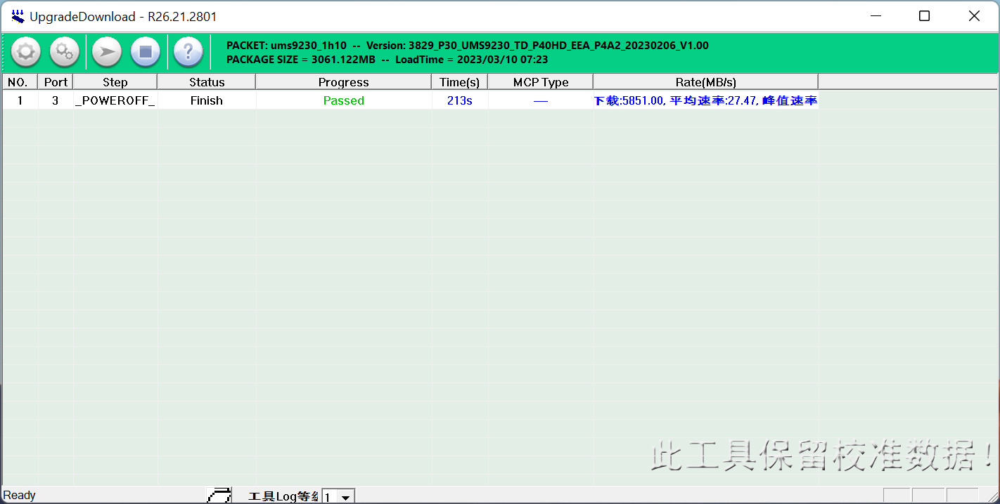 UpgradeDownload - R26.21.2801
PACKET: ums9230_1h10 -- Version: 3829_P30_UMS9230_TD_P40HD_EEA_P4A2_20230206_V1.00
PACKAGE SIZE = 3061.122MB -- LoadTime = 2023/03/10 07:23
NO. Port Step Status Progress Time(s) MCP Type Rate(MB/s)
1 3 _POWEROFF_ Finish Passed 213s — 下载:5851.00, 平均速率:27.47, 峰值速率
此工具保留校准数据!
Ready 工具Log等级 1